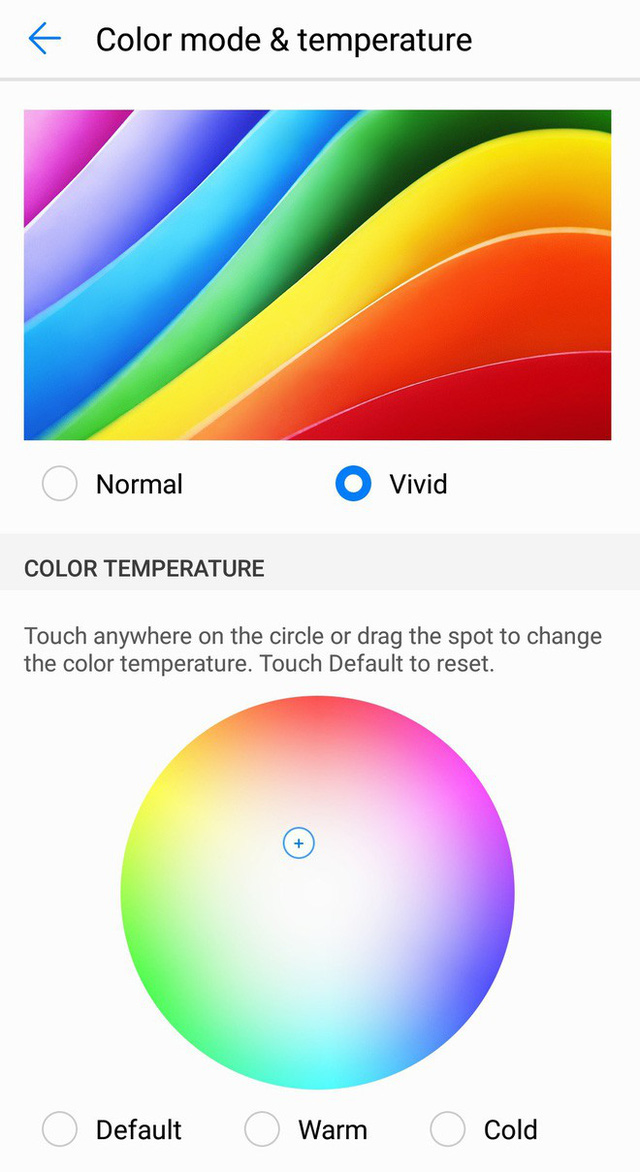 Color mode & temperature
Normal
Vivid
COLOR TEMPERATURE
Touch anywhere on the circle or drag the spot to change
the color temperature. Touch Default to reset.
Default
Warm
Cold